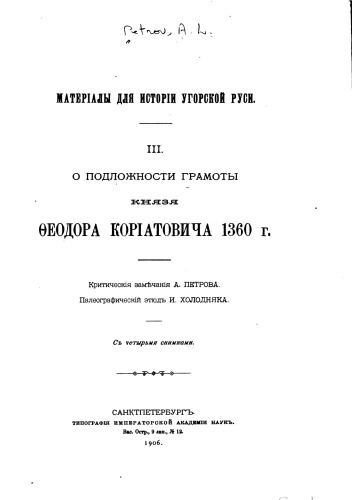 Petrov, A. L.
МАТЕРІАЛЫ ДЛЯ ИСТОРІИ УГОРСКОЙ РУСИ.
III.
О ПОДЛОЖНОСТИ ГРАМОТЫ
КНЯЗЯ
ѲЕОДОРА КОРІАТОВИЧА 1360 г.
Критическія замѣчанія А. ПЕТРОВА.
Палеографическій этюдъ И. ХОЛОДНЯКА.
Съ четырьмя снимками.
САНКТПЕТЕРБУРГЪ.
ТИПОГРАФІЯ ИМПЕРАТОРСКОЙ АКАДЕМІИ НАУКЪ.
Вас. Остр., 9 лин., № 12.
1906.